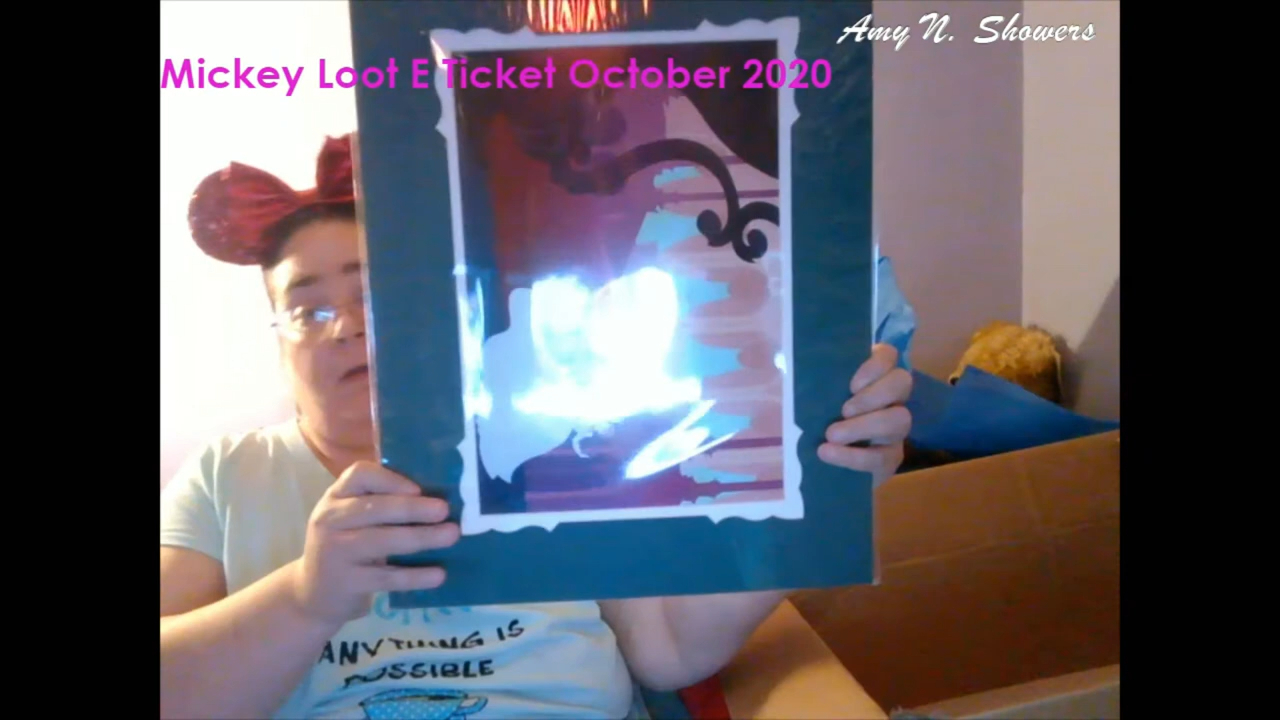 Amy N. Showers
Mickey Loot E Ticket October 2020
ANYTHING IS
POSSIBLE